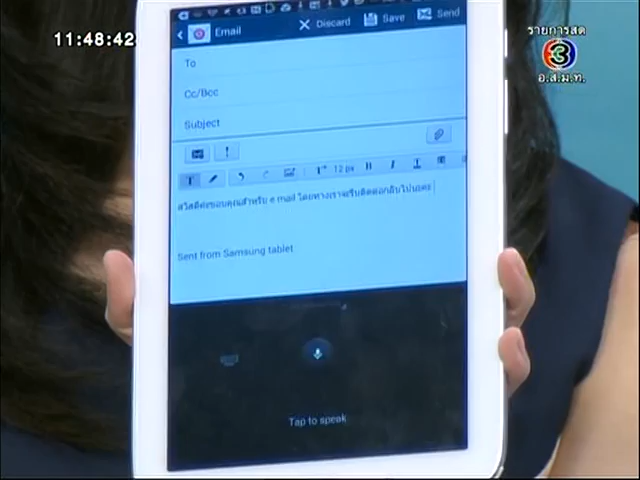 11:48:42
รายการสด
3
อ.ส.ม.ท.
Email
Discard
Save
Send
To
Cc/Bcc
Subject
T
12 px
B
I
T
สวัสดีค่ะขอบคุณสำหรับ e mail โดยทางเราจะรีบติดต่อกลับไปนะคะ
Sent from Samsung tablet
Tap to speak